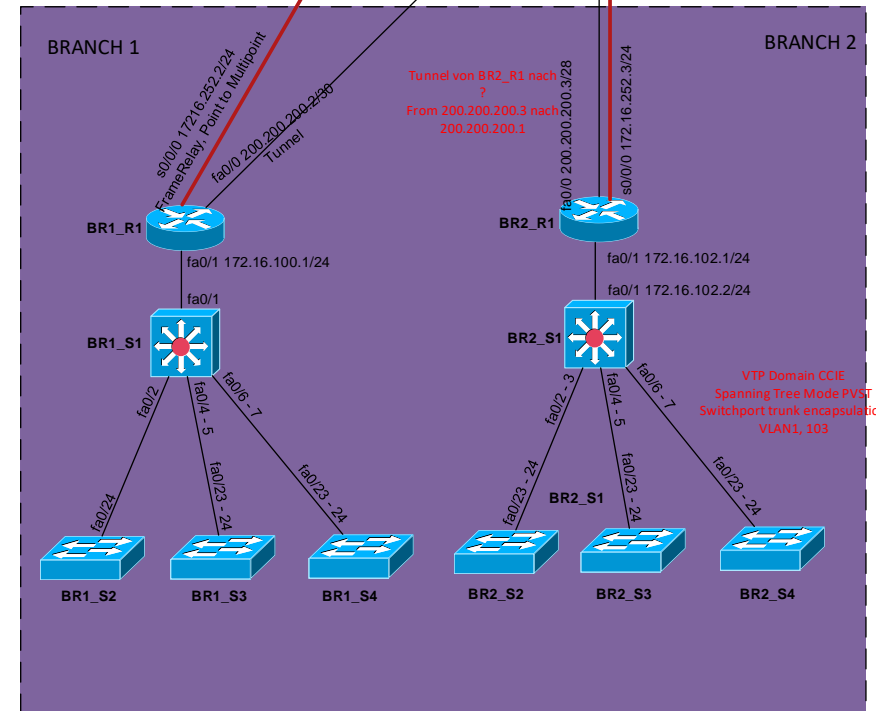 BRANCH 1
BRANCH 2
s0/0/0 17216.252.2/24
FrameRelay, Point to Multipoint
fa0/0 200.200.200.2/30
Tunnel
Tunnel von BR2_R1 nach
?
From 200.200.200.3 nach
200.200.200.1
fa0/0 200.200.200.3/28
s0/0/0 172.16.252.3/24
BR1_R1
BR2_R1
fa0/1 172.16.100.1/24
fa0/1 172.16.102.1/24
fa0/1
fa0/1 172.16.102.2/24
BR1_S1
BR2_S1
fa0/2
fa0/4 - 5
fa0/6 - 7
fa0/2 - 3
fa0/4 - 5
fa0/6 - 7
VTP Domain CCIE
Spanning Tree Mode PVST
Switchport trunk encapsulatio
VLAN1, 103
fa0/24
fa0/23 - 24
fa0/23 - 24
fa0/23 - 24
BR2_S1
fa0/23 - 24
fa0/23 - 24
BR1_S2
BR1_S3
BR1_S4
BR2_S2
BR2_S3
BR2_S4